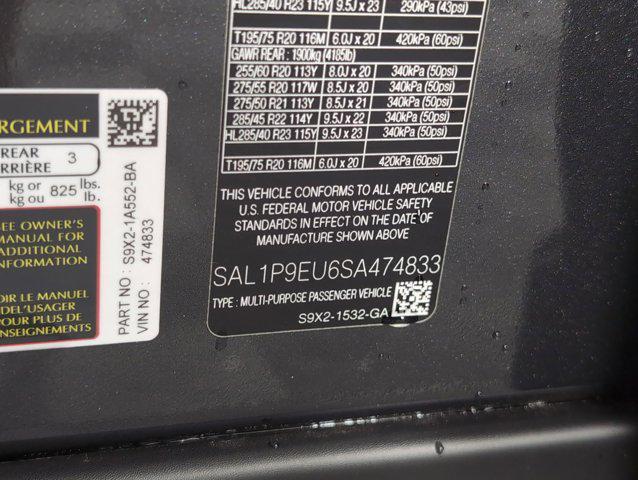 RGEMENT
REAR
RRIÈRE 3
kg or
kg ou 825 lbs.
lb.
EE OWNER'S
MANUAL FOR
ADDITIONAL
NFORMATION
OIR LE MANUEL
DEL'USAGER
POUR PLUS DE
NSEIGNEMENTS
PART NO : S9X2-1A552-BA
VIN NO : 474833
HL285/40 R23 115Y 9.5J x 23 290kPa (43psi)
T195/75 R20 116M 6.0J x 20 420kPa (60psi)
GAWR REAR : 1900kg (4185lb)
255/60 R20 113Y 8.0J x 20 340kPa (50psi)
275/55 R20 117W 8.5J x 20 340kPa (50psi)
275/50 R21 113Y 8.5J x 21 340kPa (50psi)
285/45 R22 114Y 9.5J x 22 340kPa (50psi)
HL285/40 R23 115Y 9.5J x 23 340kPa (50psi)
T195/75 R20 116M 6.0J x 20 420kPa (60psi)
THIS VEHICLE CONFORMS TO ALL APPLICABLE
U.S. FEDERAL MOTOR VEHICLE SAFETY
STANDARDS IN EFFECT ON THE DATE OF
MANUFACTURE SHOWN ABOVE
SAL1P9EU6SA474833
TYPE : MULTI-PURPOSE PASSENGER VEHICLE
S9X2-1532-GA